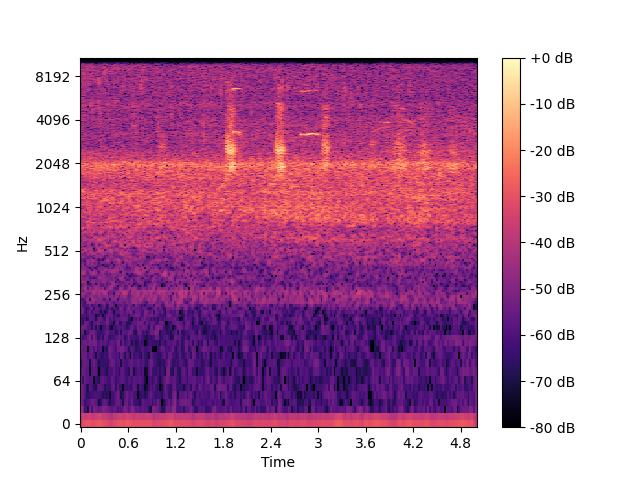 8192
4096
2048
1024
512
256
128
64
0
Hz
0 0.6 1.2 1.8 2.4 3 3.6 4.2 4.8
Time
+0 dB
-10 dB
-20 dB
-30 dB
-40 dB
-50 dB
-60 dB
-70 dB
-80 dB